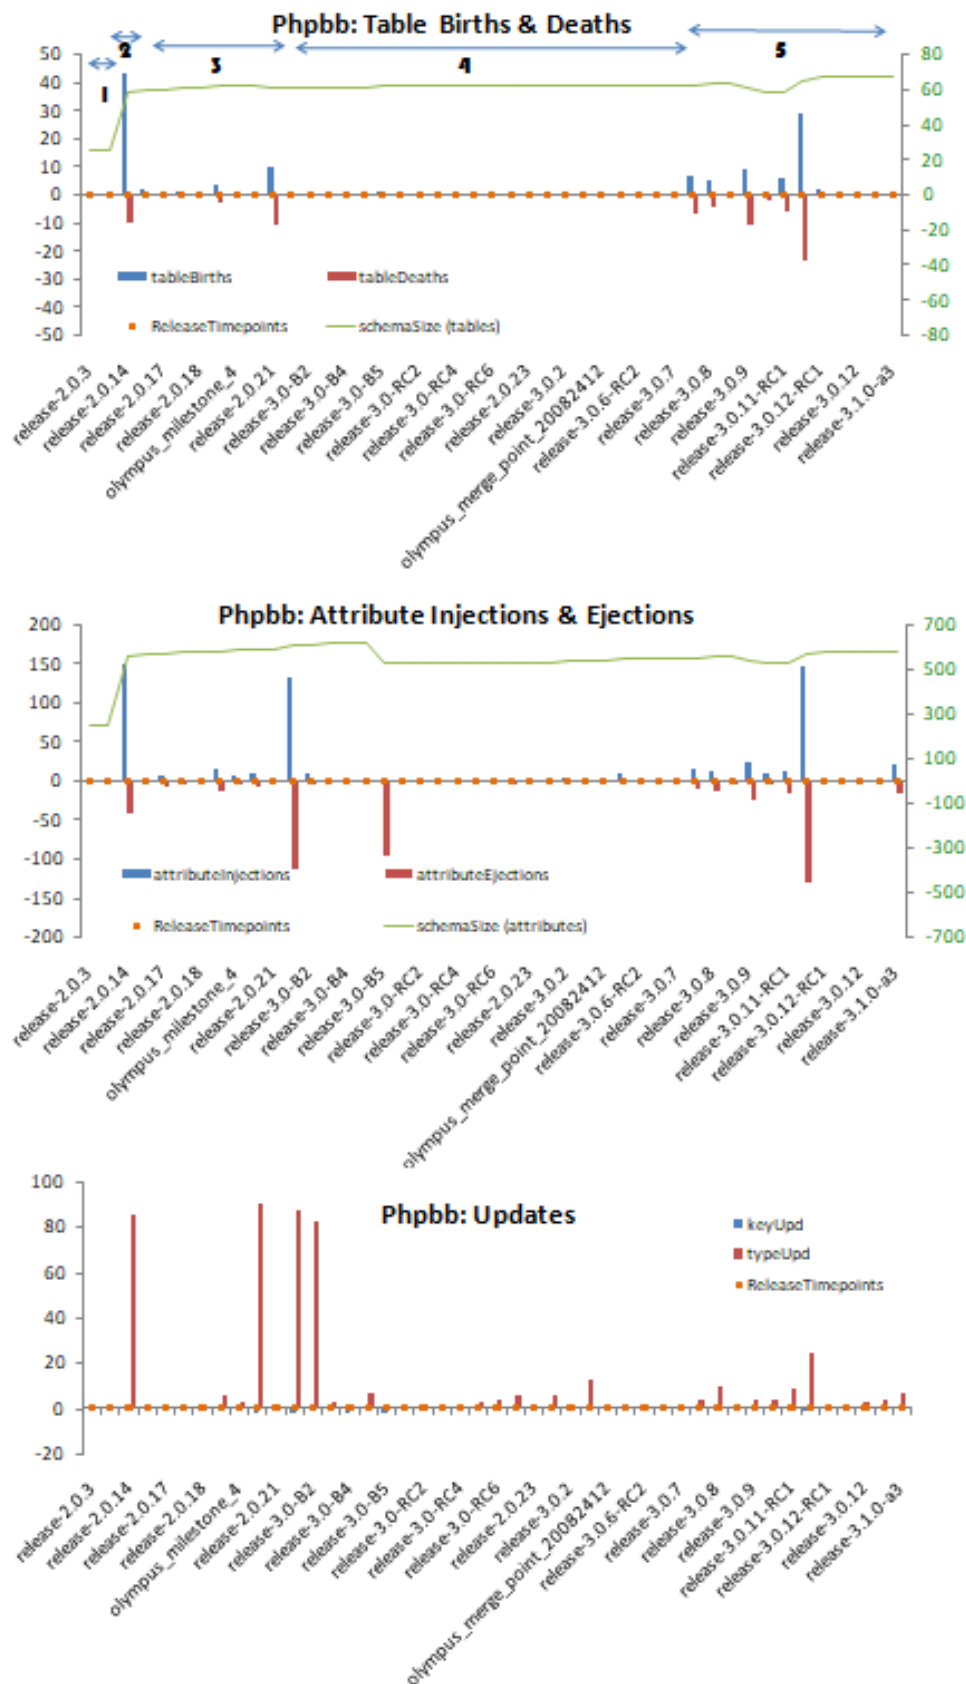 Phpbb: Table Births & Deaths
50
40
30
20
10
0
-10
-20
-30
-40
-50
80
60
40
20
0
-20
-40
-60
-80
1
2
3
4
5
tableBirths
tableDeaths
ReleaseTimepoints
schemaSize (tables)
release-2.0.3
release-2.0.14
release-2.0.17
release-2.0.18
olympus_milestone_4
release-2.0.21
release-3.0-B2
release-3.0-B4
release-3.0-B5
release-3.0-RC2
release-3.0-RC4
release-3.0-RC6
release-2.0.23
release-3.0.2
olympus_merge_point_20082412
release-3.0.6-RC2
release-3.0.7
release-3.0.8
release-3.0.9
release-3.0.11-RC1
release-3.0.12-RC1
release-3.0.12
release-3.1.0-a3
Phpbb: Attribute Injections & Ejections
200
150
100
50
0
-50
-100
-150
-200
700
500
300
100
-100
-300
-500
-700
attributeInjections
attributeEjections
ReleaseTimepoints
schemaSize (attributes)
release-2.0.3
release-2.0.14
release-2.0.17
release-2.0.18
olympus_milestone_4
release-2.0.21
release-3.0-B2
release-3.0-B4
release-3.0-B5
release-3.0-RC2
release-3.0-RC4
release-3.0-RC6
release-2.0.23
release-3.0.2
olympus_merge_point_20082412
release-3.0.6-RC2
release-3.0.7
release-3.0.8
release-3.0.9
release-3.0.11-RC1
release-3.0.12-RC1
release-3.0.12
release-3.1.0-a3
Phpbb: Updates
100
80
60
40
20
0
-20
keyUpd
typeUpd
ReleaseTimepoints
release-2.0.3
release-2.0.14
release-2.0.17
release-2.0.18
olympus_milestone_4
release-2.0.21
release-3.0-B2
release-3.0-B4
release-3.0-B5
release-3.0-RC2
release-3.0-RC4
release-3.0-RC6
release-2.0.23
release-3.0.2
olympus_merge_point_20082412
release-3.0.6-RC2
release-3.0.7
release-3.0.8
release-3.0.9
release-3.0.11-RC1
release-3.0.12-RC1
release-3.0.12
release-3.1.0-a3